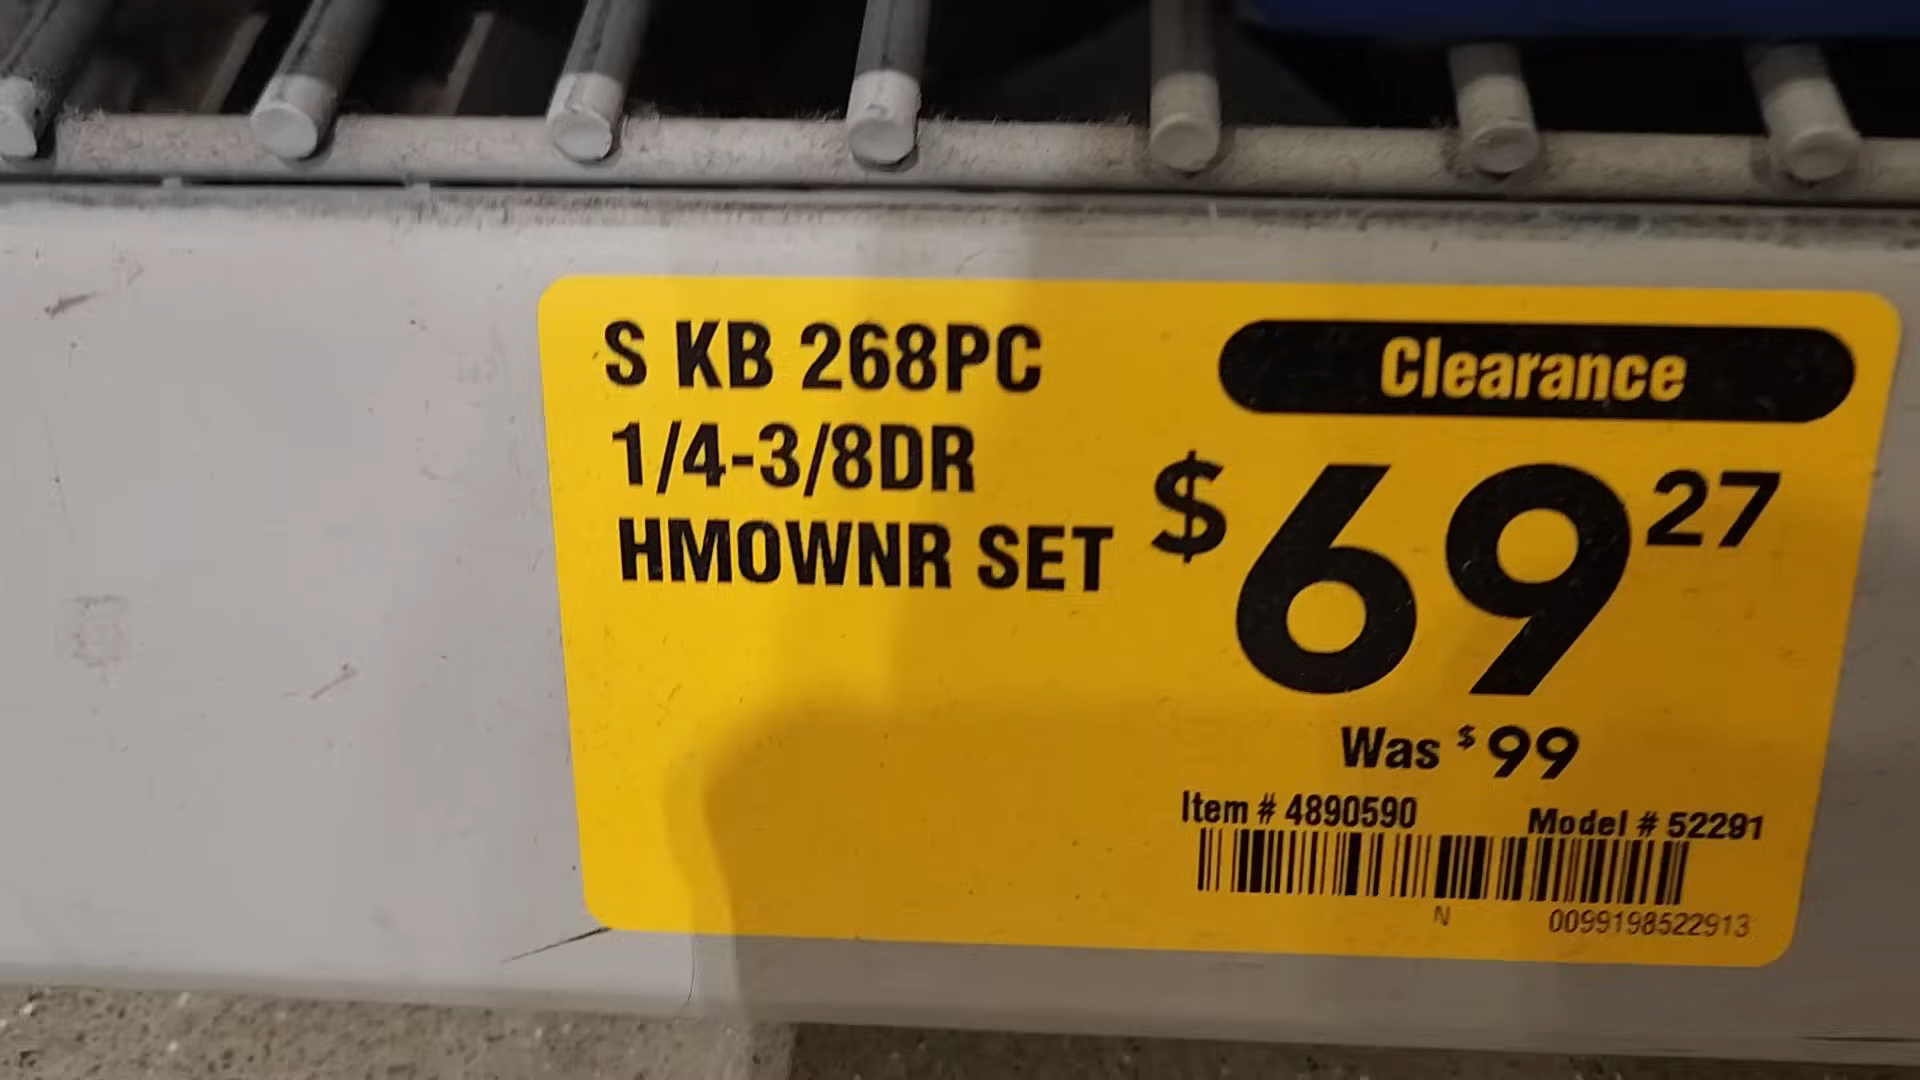 S KB 268PC
1/4-3/8DR
HMOWNR SET
Clearance
$69 27
Was $99
Item # 4890590 Model # 52291
N 0099198522913